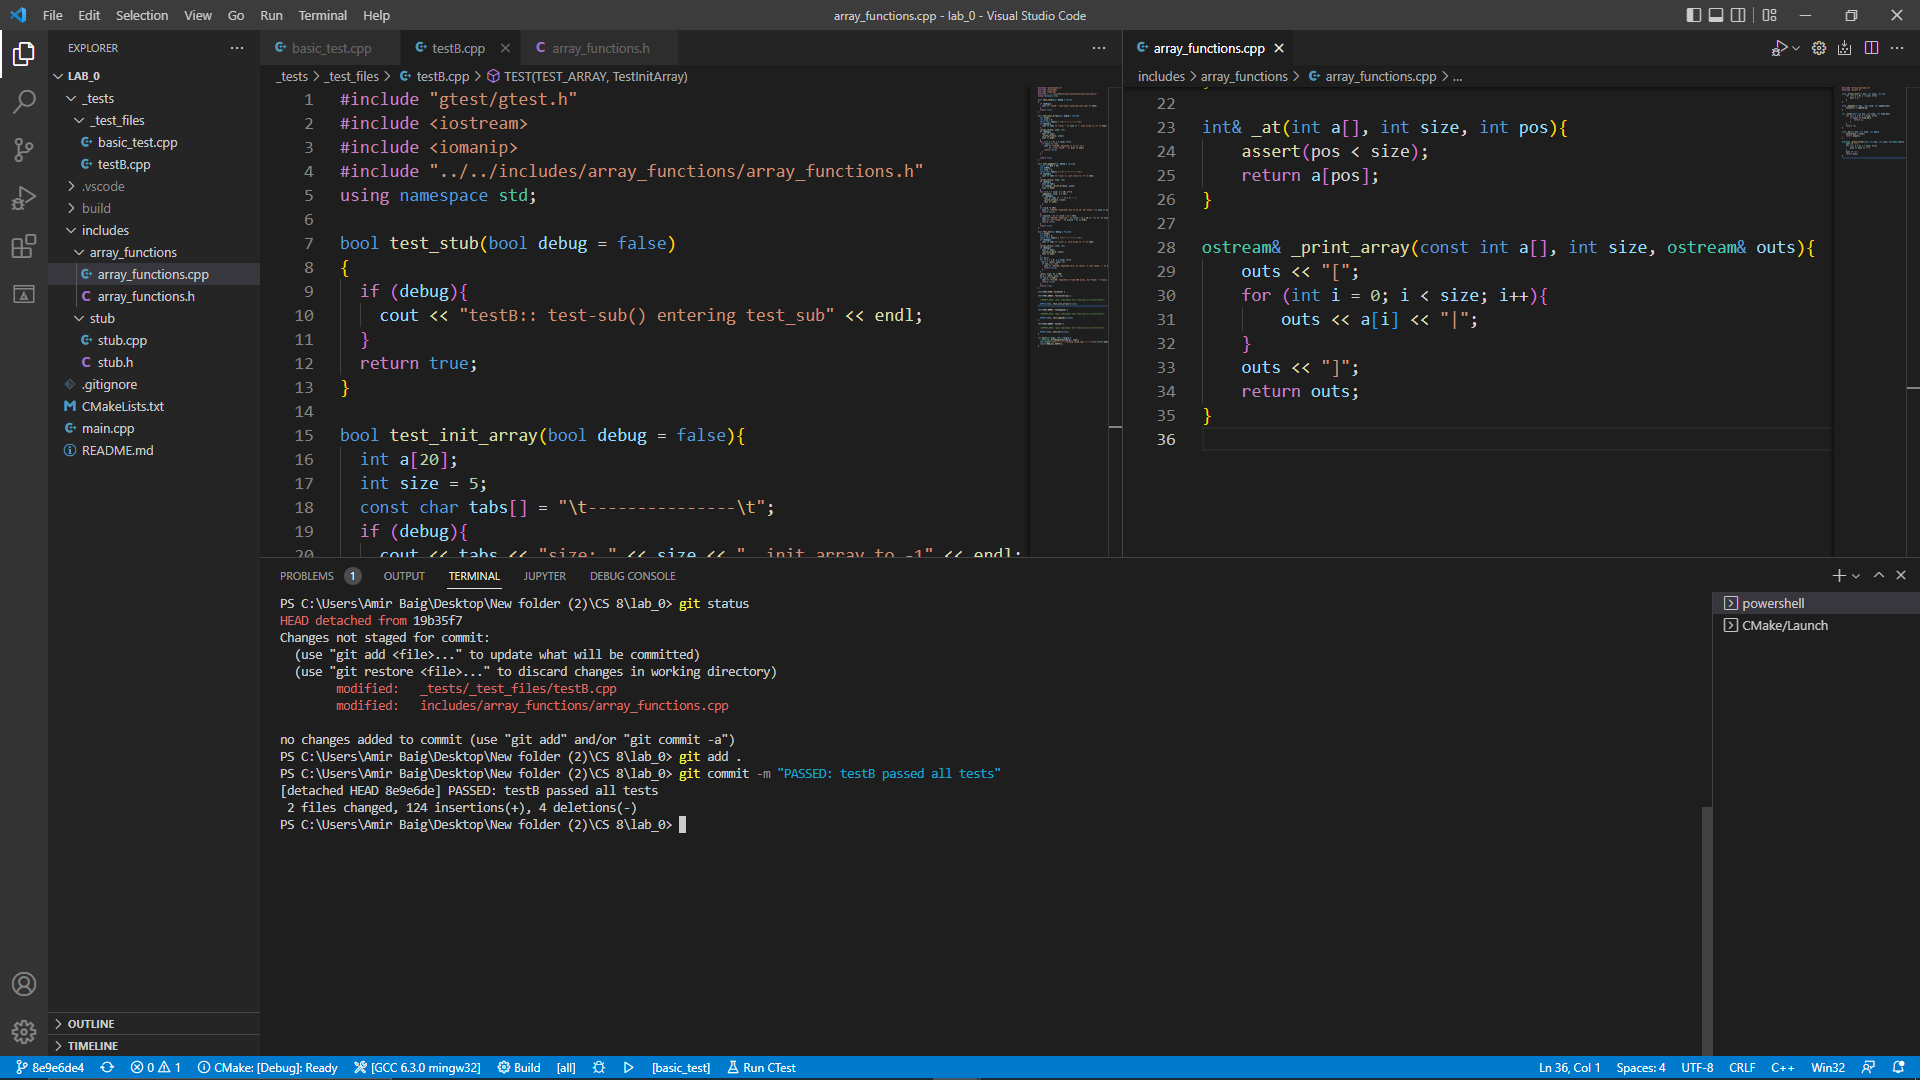 File Edit Selection View Go Run Terminal Help
array_functions.cpp - lab_0 - Visual Studio Code
EXPLORER
LAB_0
_tests
_test_files
basic_test.cpp
testB.cpp
.vscode
build
includes
array_functions
array_functions.cpp
array_functions.h
stub
stub.cpp
stub.h
.gitignore
CMakeLists.txt
main.cpp
README.md
OUTLINE
TIMELINE
basic_test.cpp testB.cpp array_functions.h
_tests > _test_files > testB.cpp > TEST(TEST_ARRAY, TestInitArray)
1 #include "gtest/gtest.h"
2 #include <iostream>
3 #include <iomanip>
4 #include "../../includes/array_functions/array_functions.h"
5 using namespace std;
6
7 bool test_stub(bool debug = false)
8 {
9 if (debug){
10 cout << "testB:: test-sub() entering test_sub" << endl;
11 }
12 return true;
13 }
14
15 bool test_init_array(bool debug = false){
16 int a[20];
17 int size = 5;
18 const char tabs[] = "\t---------------\t";
19 if (debug){
20 cout << tabs << "size: " << size << " _init_array to -1" << endl;
array_functions.cpp
includes > array_functions > array_functions.cpp > ...
22
23 int& _at(int a[], int size, int pos){
24 assert(pos < size);
25 return a[pos];
26 }
27
28 ostream& _print_array(const int a[], int size, ostream& outs){
29 outs << "[";
30 for (int i = 0; i < size; i++){
31 outs << a[i] << "|";
32 }
33 outs << "]";
34 return outs;
35 }
36
PROBLEMS 1 OUTPUT TERMINAL JUPYTER DEBUG CONSOLE
PS C:\Users\Amir Baig\Desktop\New folder (2)\CS 8\lab_0> git status
HEAD detached from 19b35f7
Changes not staged for commit:
(use "git add <file>..." to update what will be committed)
(use "git restore <file>..." to discard changes in working directory)
modified: _tests/_test_files/testB.cpp
modified: includes/array_functions/array_functions.cpp
no changes added to commit (use "git add" and/or "git commit -a")
PS C:\Users\Amir Baig\Desktop\New folder (2)\CS 8\lab_0> git add .
PS C:\Users\Amir Baig\Desktop\New folder (2)\CS 8\lab_0> git commit -m "PASSED: testB passed all tests"
[detached HEAD 8e9e6de] PASSED: testB passed all tests
2 files changed, 124 insertions(+), 4 deletions(-)
PS C:\Users\Amir Baig\Desktop\New folder (2)\CS 8\lab_0>
powershell
CMake/Launch
8e9e6de4 0 1 CMake: [Debug]: Ready [GCC 6.3.0 mingw32] Build [all] [basic_test] Run CTest Ln 36, Col 1 Spaces: 4 UTF-8 CRLF C++ Win32